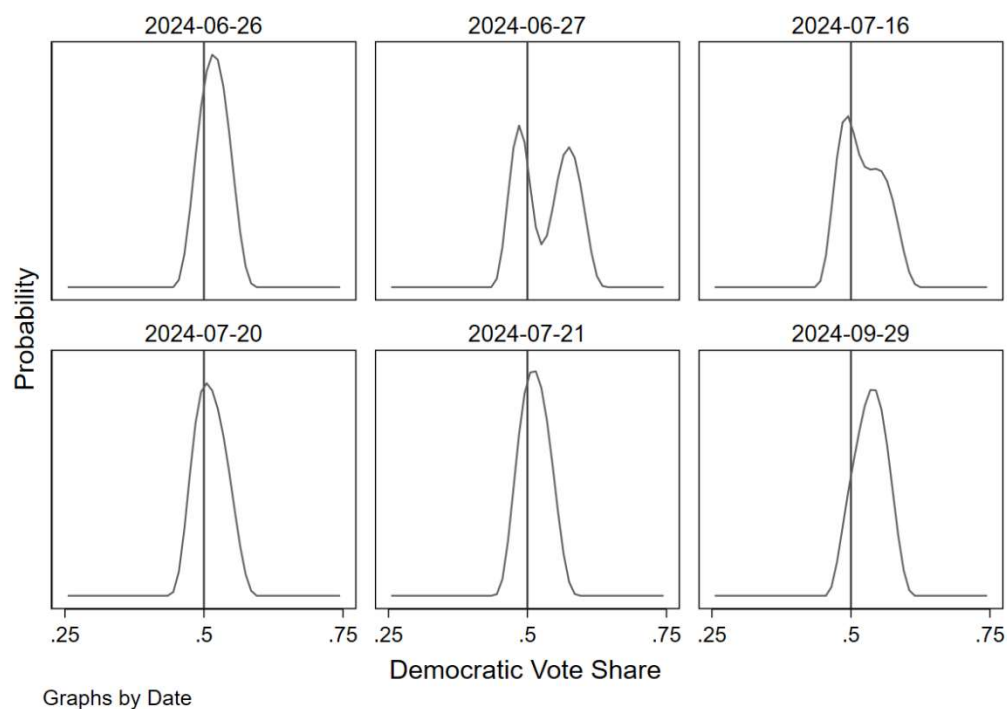 2024-06-26 2024-06-27 2024-07-16
Probability
2024-07-20 2024-07-21 2024-09-29
.25 .5 .75 .25 .5 .75 .25 .5 .75
Democratic Vote Share
Graphs by Date